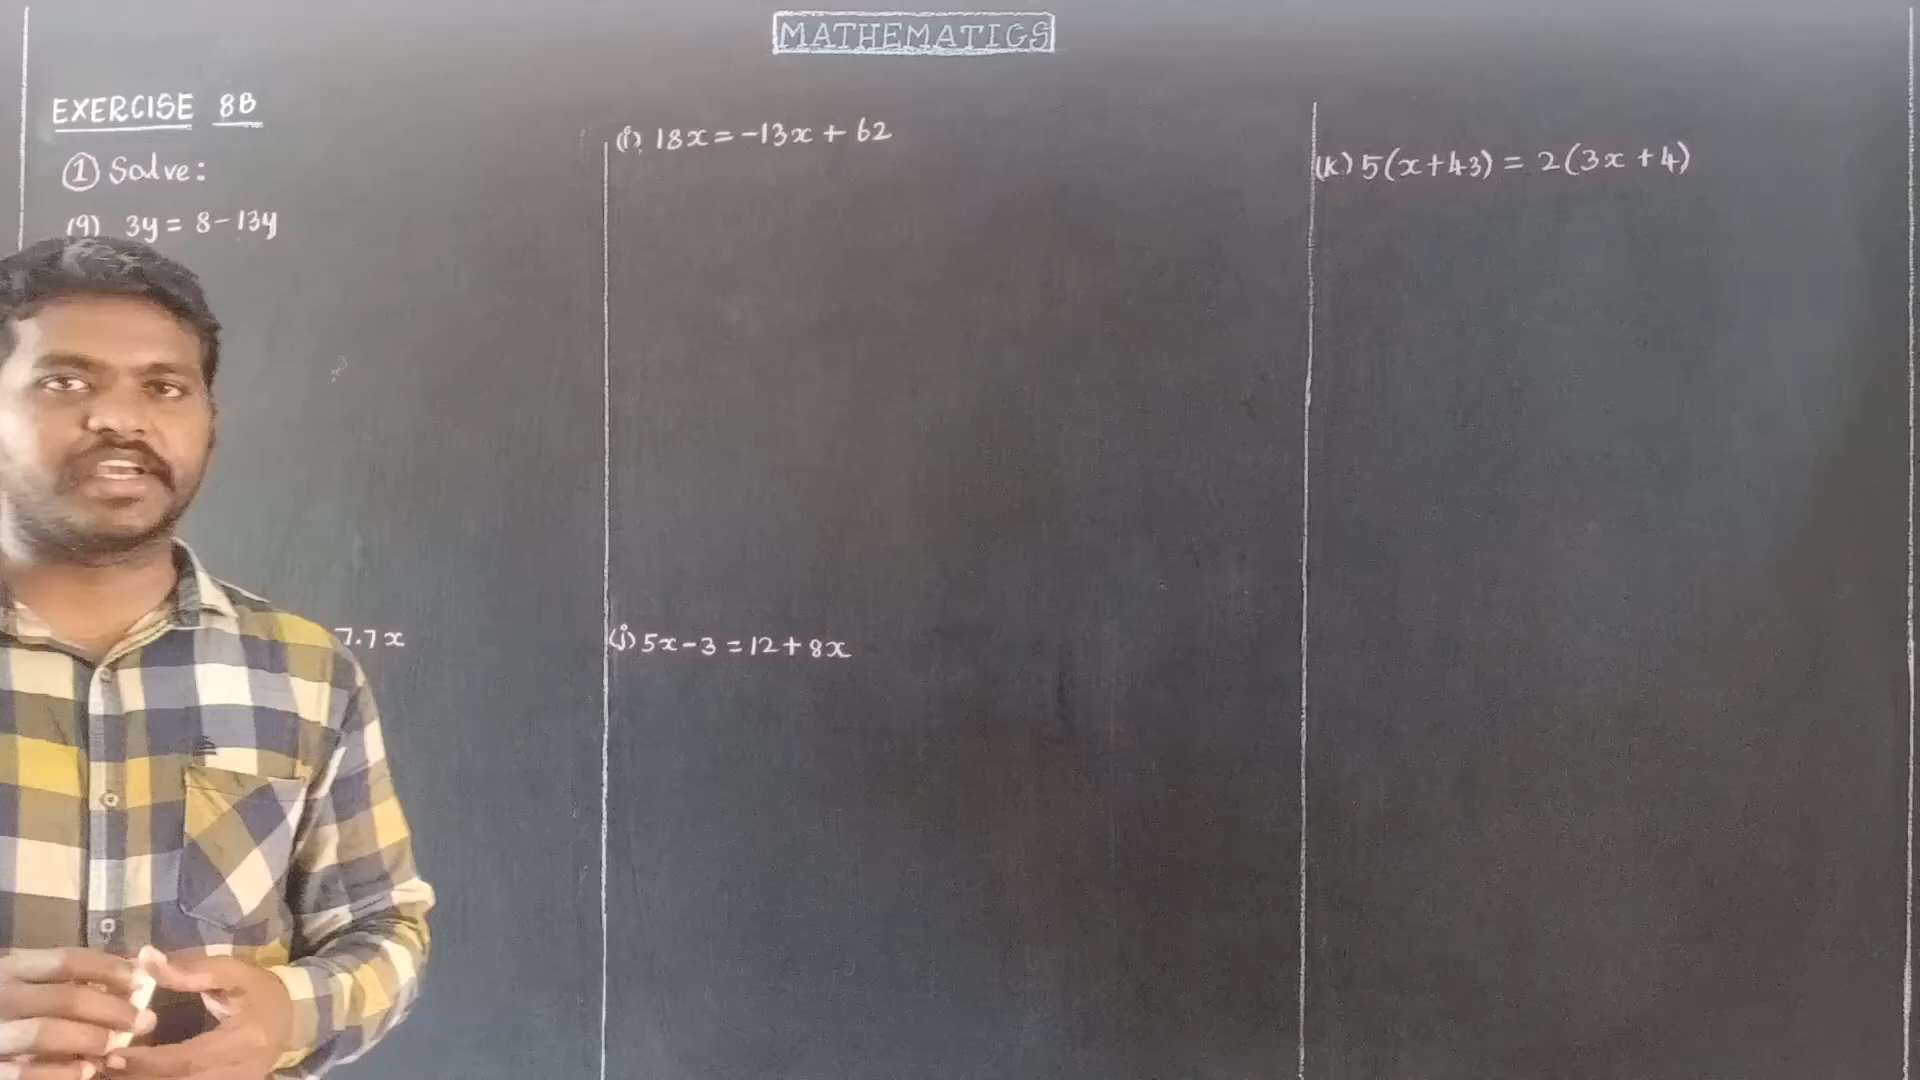 MATHEMATICS
EXERCISE 8B
① Solve:
(g) 3y = 8 - 13y
7.7x
(i) 18x = -13x + 62
(j) 5x - 3 = 12 + 8x
(k) 5(x + 43) = 2(3x + 4)